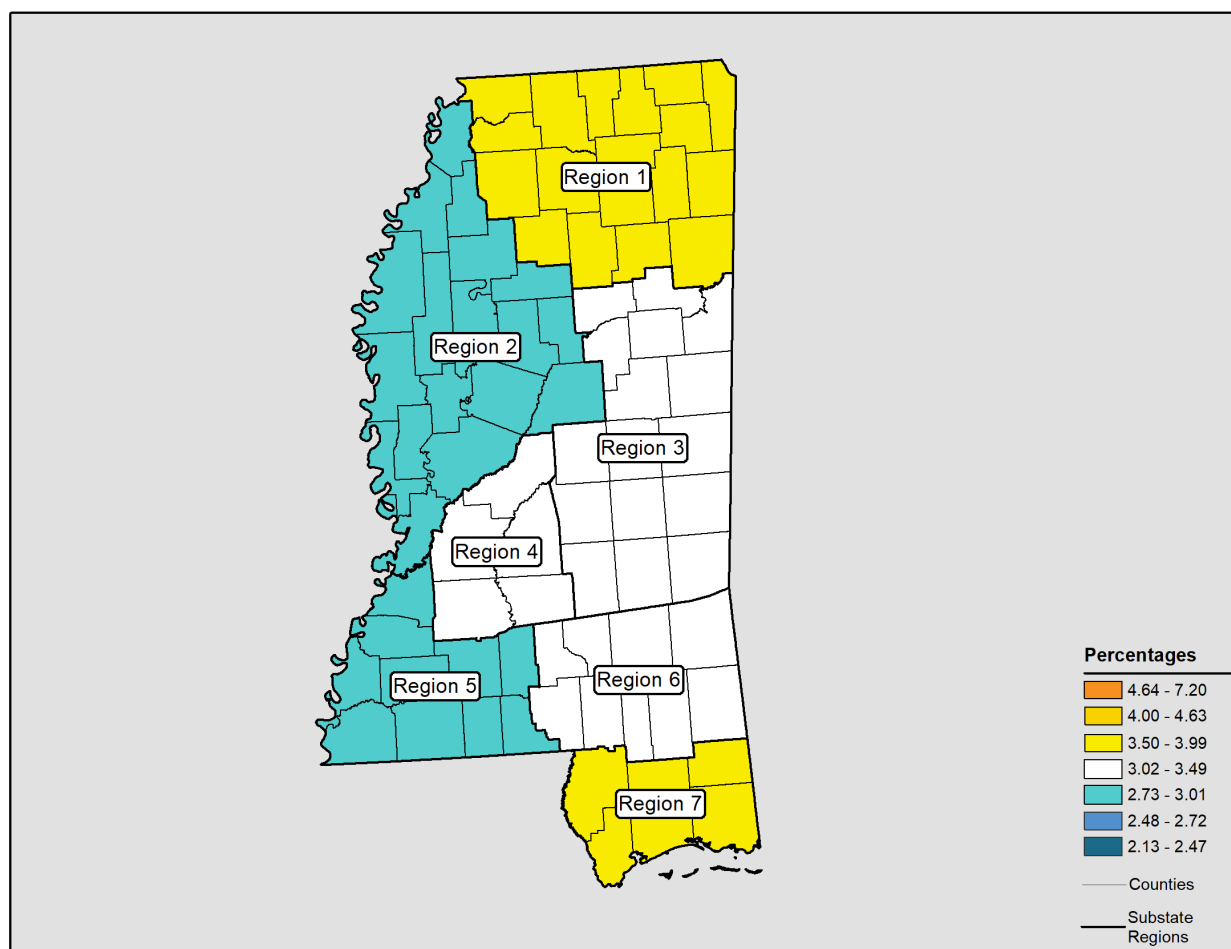 Region 1
Region 2
Region 3
Region 4
Region 5
Region 6
Region 7
Percentages
4.64 - 7.20
4.00 - 4.63
3.50 - 3.99
3.02 - 3.49
2.73 - 3.01
2.48 - 2.72
2.13 - 2.47
Counties
Substate
Regions